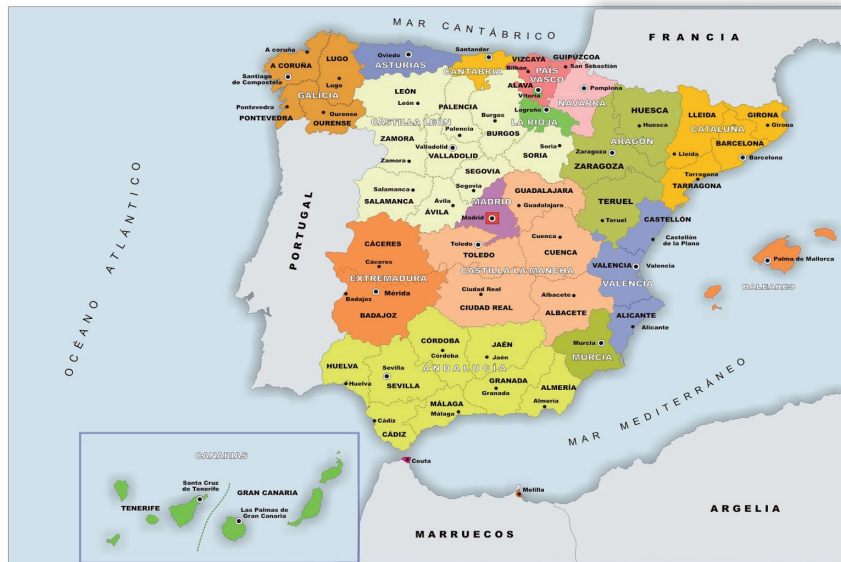 MAR CANTÁBRICO
FRANCIA
A coruña
LUGO
Oviedo
ASTURIAS
Santander
CANTABRIA
VIZCAYA
GUIPÚZCOA
Bilbao
San Sebastián
PAIS
VASCO
A CORUÑA
Santiago
de Compostela
Lugo
GALICIA
ALAVA
Vitoria
Pamplona
NAVARRA
LEÓN
León
PALENCIA
Logroño
LA RIOJA
Pontevedra
PONTEVEDRA
Ourense
OURENSE
CASTILLA LEÓN
Burgos
BURGOS
Palencia
HUESCA
Huesca
LLEIDA
GIRONA
Girona
CATALUÑA
ZAMORA
Zamora
Valladolid
VALLADOLID
Soria
SORIA
ARAGÓN
Zaragoza
ZARAGOZA
Lleida
BARCELONA
Barcelona
Tarragona
TARRAGONA
SEGOVIA
Segovia
Salamanca
SALAMANCA
Ávila
ÁVILA
MADRID
Madrid
GUADALAJARA
Guadalajara
TERUEL
Teruel
CASTELLÓN
Castellón
de la Plana
OCÉANO ATLÁNTICO
PORTUGAL
CÁCERES
Cáceres
EXTREMADURA
Toledo
TOLEDO
Cuenca
CUENCA
CASTILLA LA MANCHA
VALENCIA
Valencia
VALENCIA
Palma de Mallorca
BALEARES
Badajoz
Mérida
BADAJOZ
Ciudad Real
CIUDAD REAL
Albacete
ALBACETE
ALICANTE
Alicante
Murcia
MURCIA
CÓRDOBA
Córdoba
JAÉN
Jaén
ANDALUCÍA
HUELVA
Huelva
Sevilla
SEVILLA
GRANADA
Granada
ALMERÍA
Almería
MÁLAGA
Málaga
Cádiz
CÁDIZ
MAR MEDITERRÁNEO
Ceuta
Melilla
MARRUECOS
ARGELIA
CANARIAS
Santa Cruz
de Tenerife
TENERIFE
GRAN CANARIA
Las Palmas de
Gran Canaria